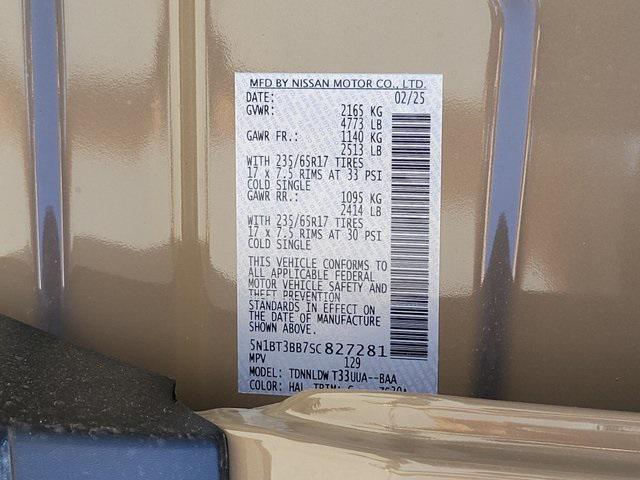 MFD BY NISSAN MOTOR CO., LTD.
DATE: 02/25
GVWR: 2165 KG
4773 LB
GAWR FR.: 1140 KG
2513 LB
WITH 235/65R17 TIRES
17 x 7.5 RIMS AT 33 PSI
COLD SINGLE
GAWR RR.: 1095 KG
2414 LB
WITH 235/65R17 TIRES
17 x 7.5 RIMS AT 30 PSI
COLD SINGLE
THIS VEHICLE CONFORMS TO
ALL APPLICABLE FEDERAL
MOTOR VEHICLE SAFETY AND
THEFT PREVENTION
STANDARDS IN EFFECT ON
THE DATE OF MANUFACTURE
SHOWN ABOVE.
5N1BT3BB7SC827281
MPV 129
MODEL: TDNNLDW T33UUA--BAA
COLOR: HAL TRIM: